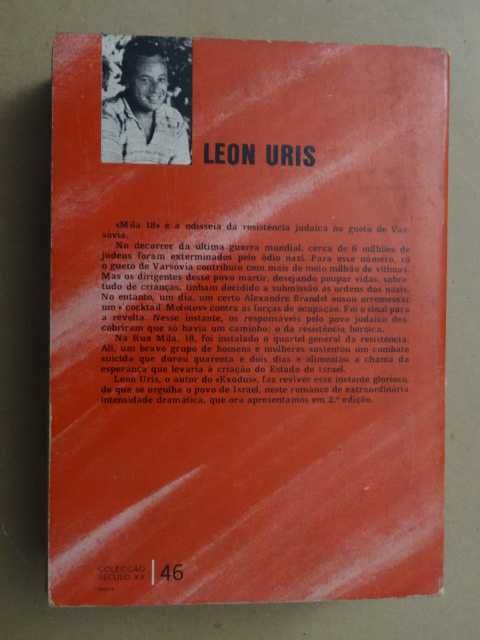 LEON URIS
«Mila 18» é a odisseia da resistência judaica no gueto de Var-
sóvia.
No decorrer da última guerra mundial, cerca de 6 milhões de
judeus foram exterminados pelo ódio nazi. Para esse número, só
o gueto de Varsóvia contribuiu com mais de meio milhão de vítimas.
Mas os dirigentes desse povo mártir, desejando poupar vidas, sobre-
tudo de crianças, tinham decidido a submissão às ordens dos nazis.
No entanto, um dia, um certo Alexandre Brandel ousou arremessar
um «cocktail Molotov» contra as forças de ocupação. Foi o sinal para
a revolta. Nesse instante, os responsáveis pelo povo judaico des-
cobriram que só havia um caminho: o da resistência heróica.
Na Rua Mila, 18, foi instalado o quartel-general da resistência.
Ali, um bravo grupo de homens e mulheres sustentou um combate
suicida que durou quarenta e dois dias e alimentou a chama da
esperança que levaria à criação do Estado de Israel.
Leon Uris, o autor do «Exodus», faz reviver esse instante glorioso,
de que se orgulha o povo de Israel, neste romance de extraordinária
intensidade dramática, que ora apresentamos em 2.ª edição.
COLECÇÃO
SÉCULO XX
46